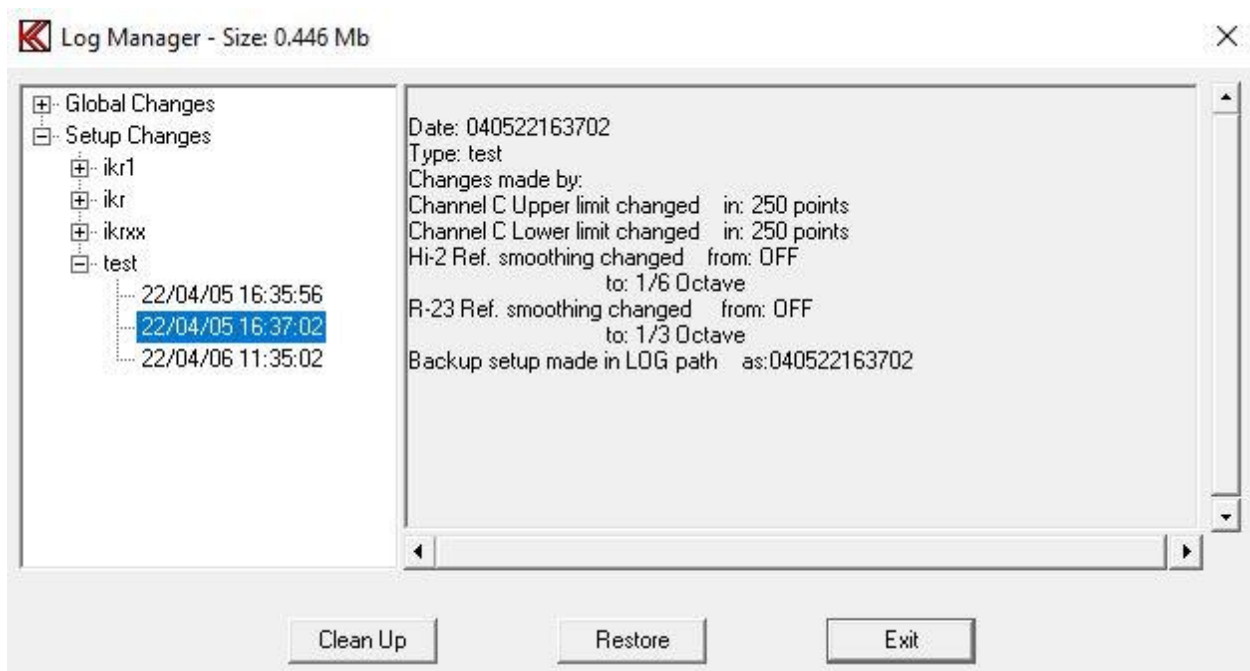 Log Manager - Size: 0.446 Mb
Global Changes
Setup Changes
ikr1
ikr
ikrxx
test
22/04/05 16:35:56
22/04/05 16:37:02
22/04/06 11:35:02
Date: 040522163702
Type: test
Changes made by:
Channel C Upper limit changed in: 250 points
Channel C Lower limit changed in: 250 points
Hi-2 Ref. smoothing changed from: OFF
to: 1/6 Octave
R-23 Ref. smoothing changed from: OFF
to: 1/3 Octave
Backup setup made in LOG path as:040522163702
Clean Up
Restore
Exit